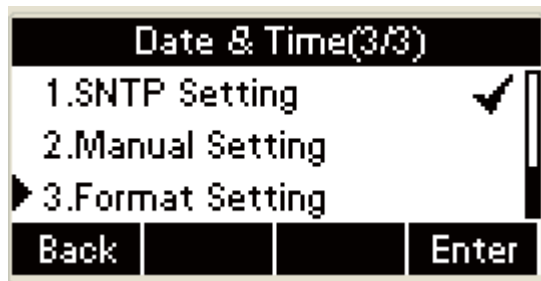 Date & Time(3/3)
1.SNTP Setting
2.Manual Setting
3.Format Setting
Back Enter